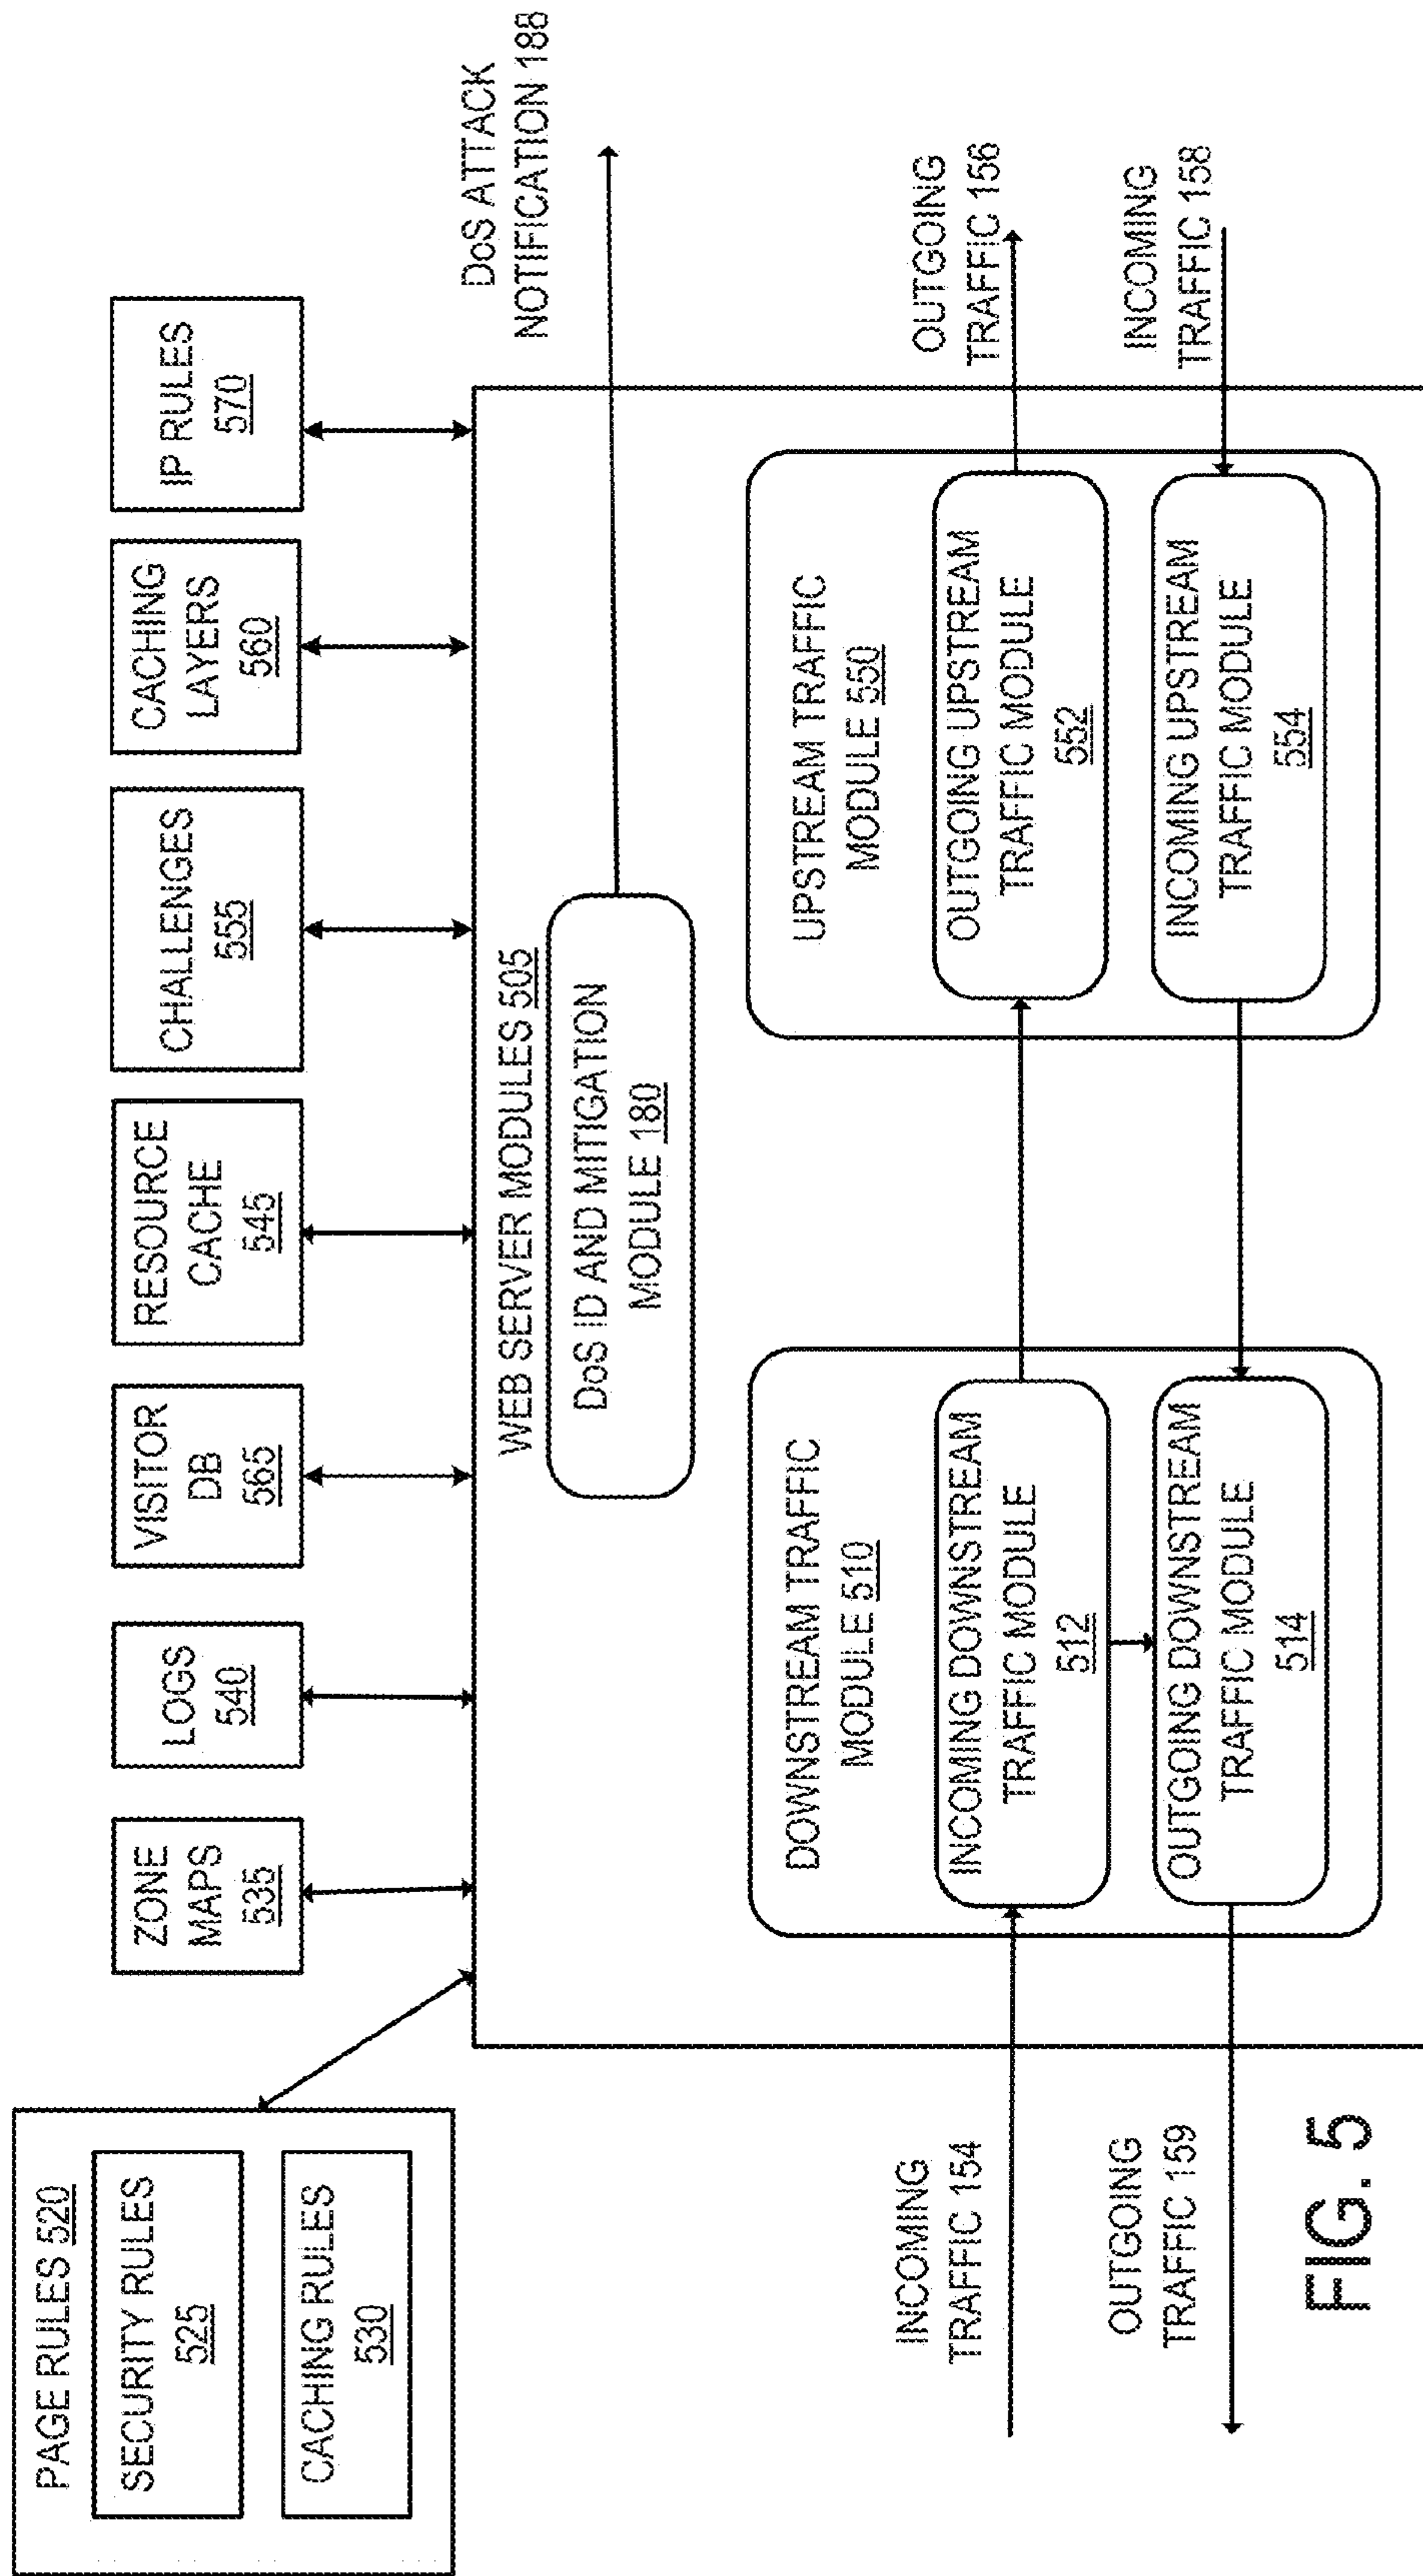 PAGE RULES 520
SECURITY RULES
525
CACHING RULES
530
ZONE
MAPS
535
LOGS
540
VISITOR
DB
565
RESOURCE
CACHE
545
CHALLENGES
555
CACHING
LAYERS
560
IP RULES
570
WEB SERVER MODULES 505
DoS ID AND MITIGATION
MODULE 180
DoS ATTACK
NOTIFICATION 188
DOWNSTREAM TRAFFIC
MODULE 510
INCOMING DOWNSTREAM
TRAFFIC MODULE
512
OUTGOING DOWNSTREAM
TRAFFIC MODULE
514
UPSTREAM TRAFFIC
MODULE 550
OUTGOING UPSTREAM
TRAFFIC MODULE
552
INCOMING UPSTREAM
TRAFFIC MODULE
554
INCOMING
TRAFFIC 154
OUTGOING
TRAFFIC 159
OUTGOING
TRAFFIC 156
INCOMING
TRAFFIC 158
FIG. 5